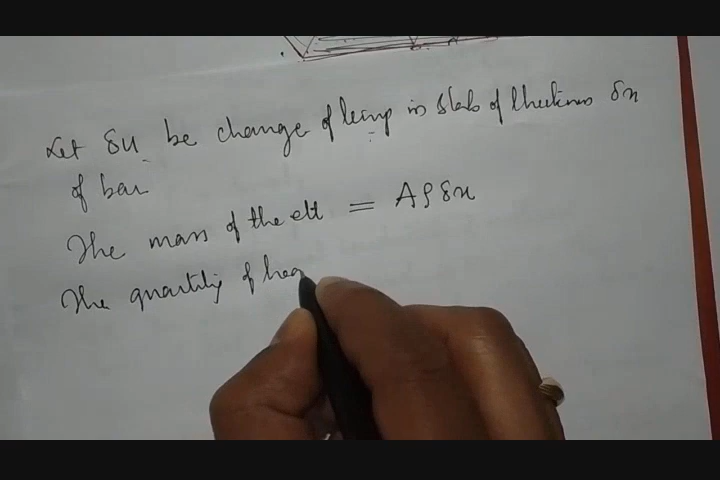 Let δu be change of temp in slab of thickness δx
of bar
The mass of the elt = Aρδx
The quantity of hea